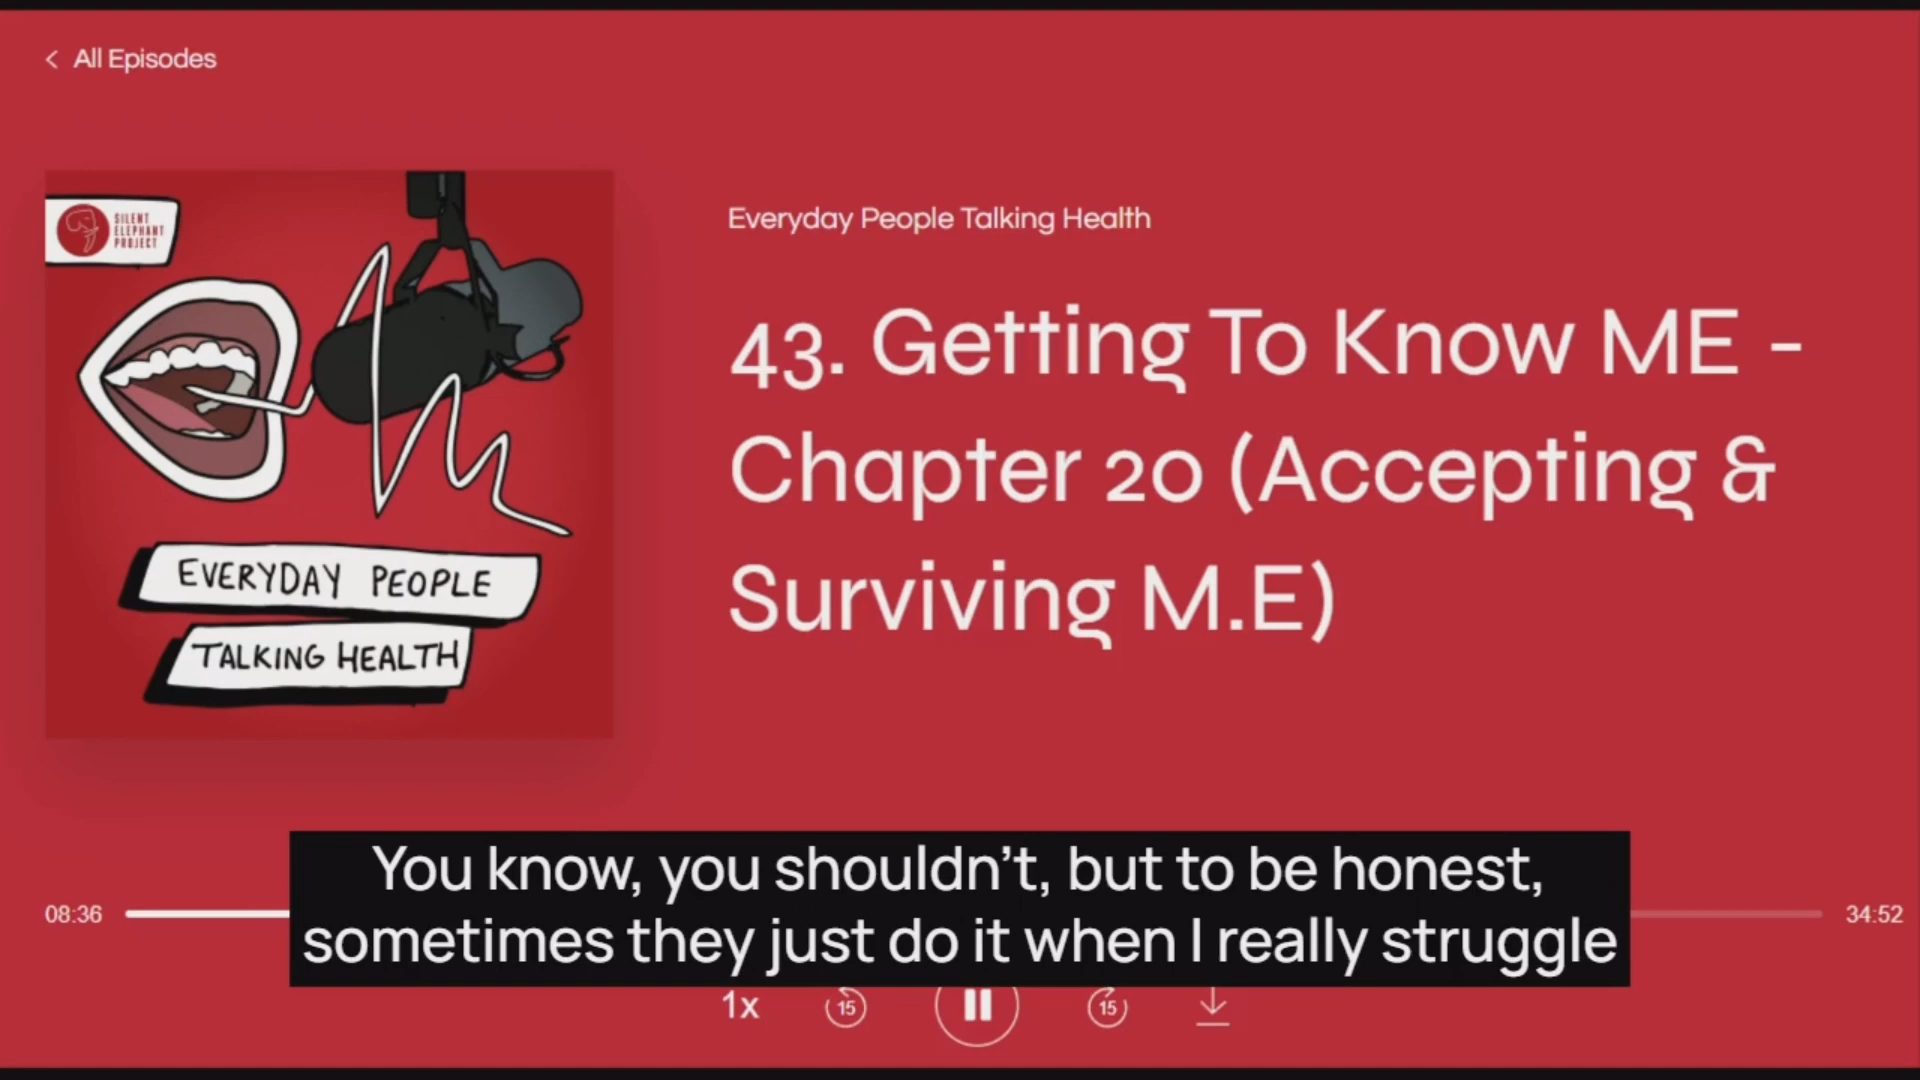 All Episodes
SILENT
ELEPHANT
PROJECT
EVERYDAY PEOPLE
TALKING HEALTH
Everyday People Talking Health
43. Getting To Know ME -
Chapter 20 (Accepting &
Surviving M.E)
You know, you shouldn't, but to be honest,
sometimes they just do it when I really struggle
08:36
34:52
1x
15
15